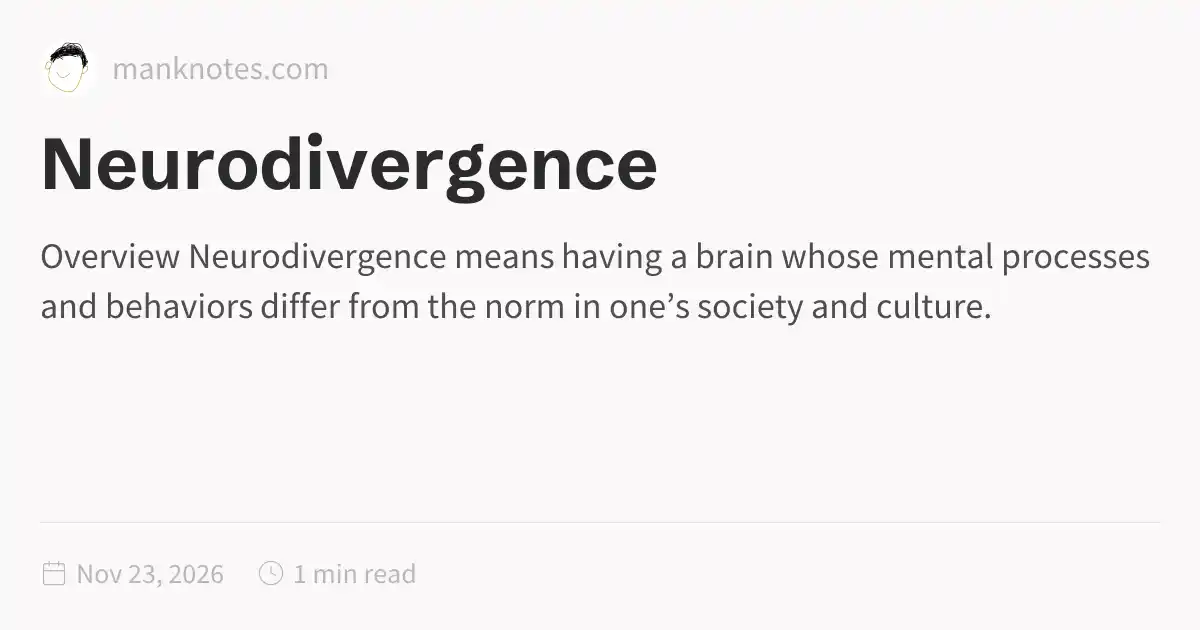 manknotes.com
Neurodivergence
Overview Neurodivergence means having a brain whose mental processes
and behaviors differ from the norm in one’s society and culture.
Nov 23, 2026 1 min read